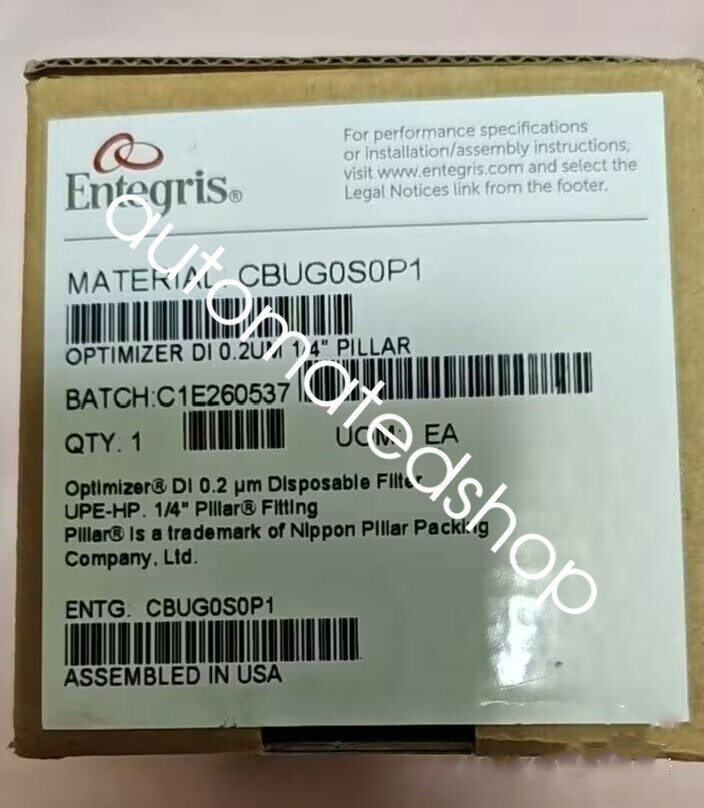 Entegris®
For performance specifications
or installation/assembly instructions,
visit www.entegris.com and select the
Legal Notices link from the footer.
MATERIAL: CBUG0S0P1
OPTIMIZER DI 0.2UM 1/4" PILLAR
BATCH:C1E260537
QTY. 1 UOM: EA
Optimizer® DI 0.2 µm Disposable Filter
UPE-HP. 1/4" Pillar® Fitting
Pillar® is a trademark of Nippon Pillar Packing
Company, Ltd.
ENTG: CBUG0S0P1
ASSEMBLED IN USA
automatedshop